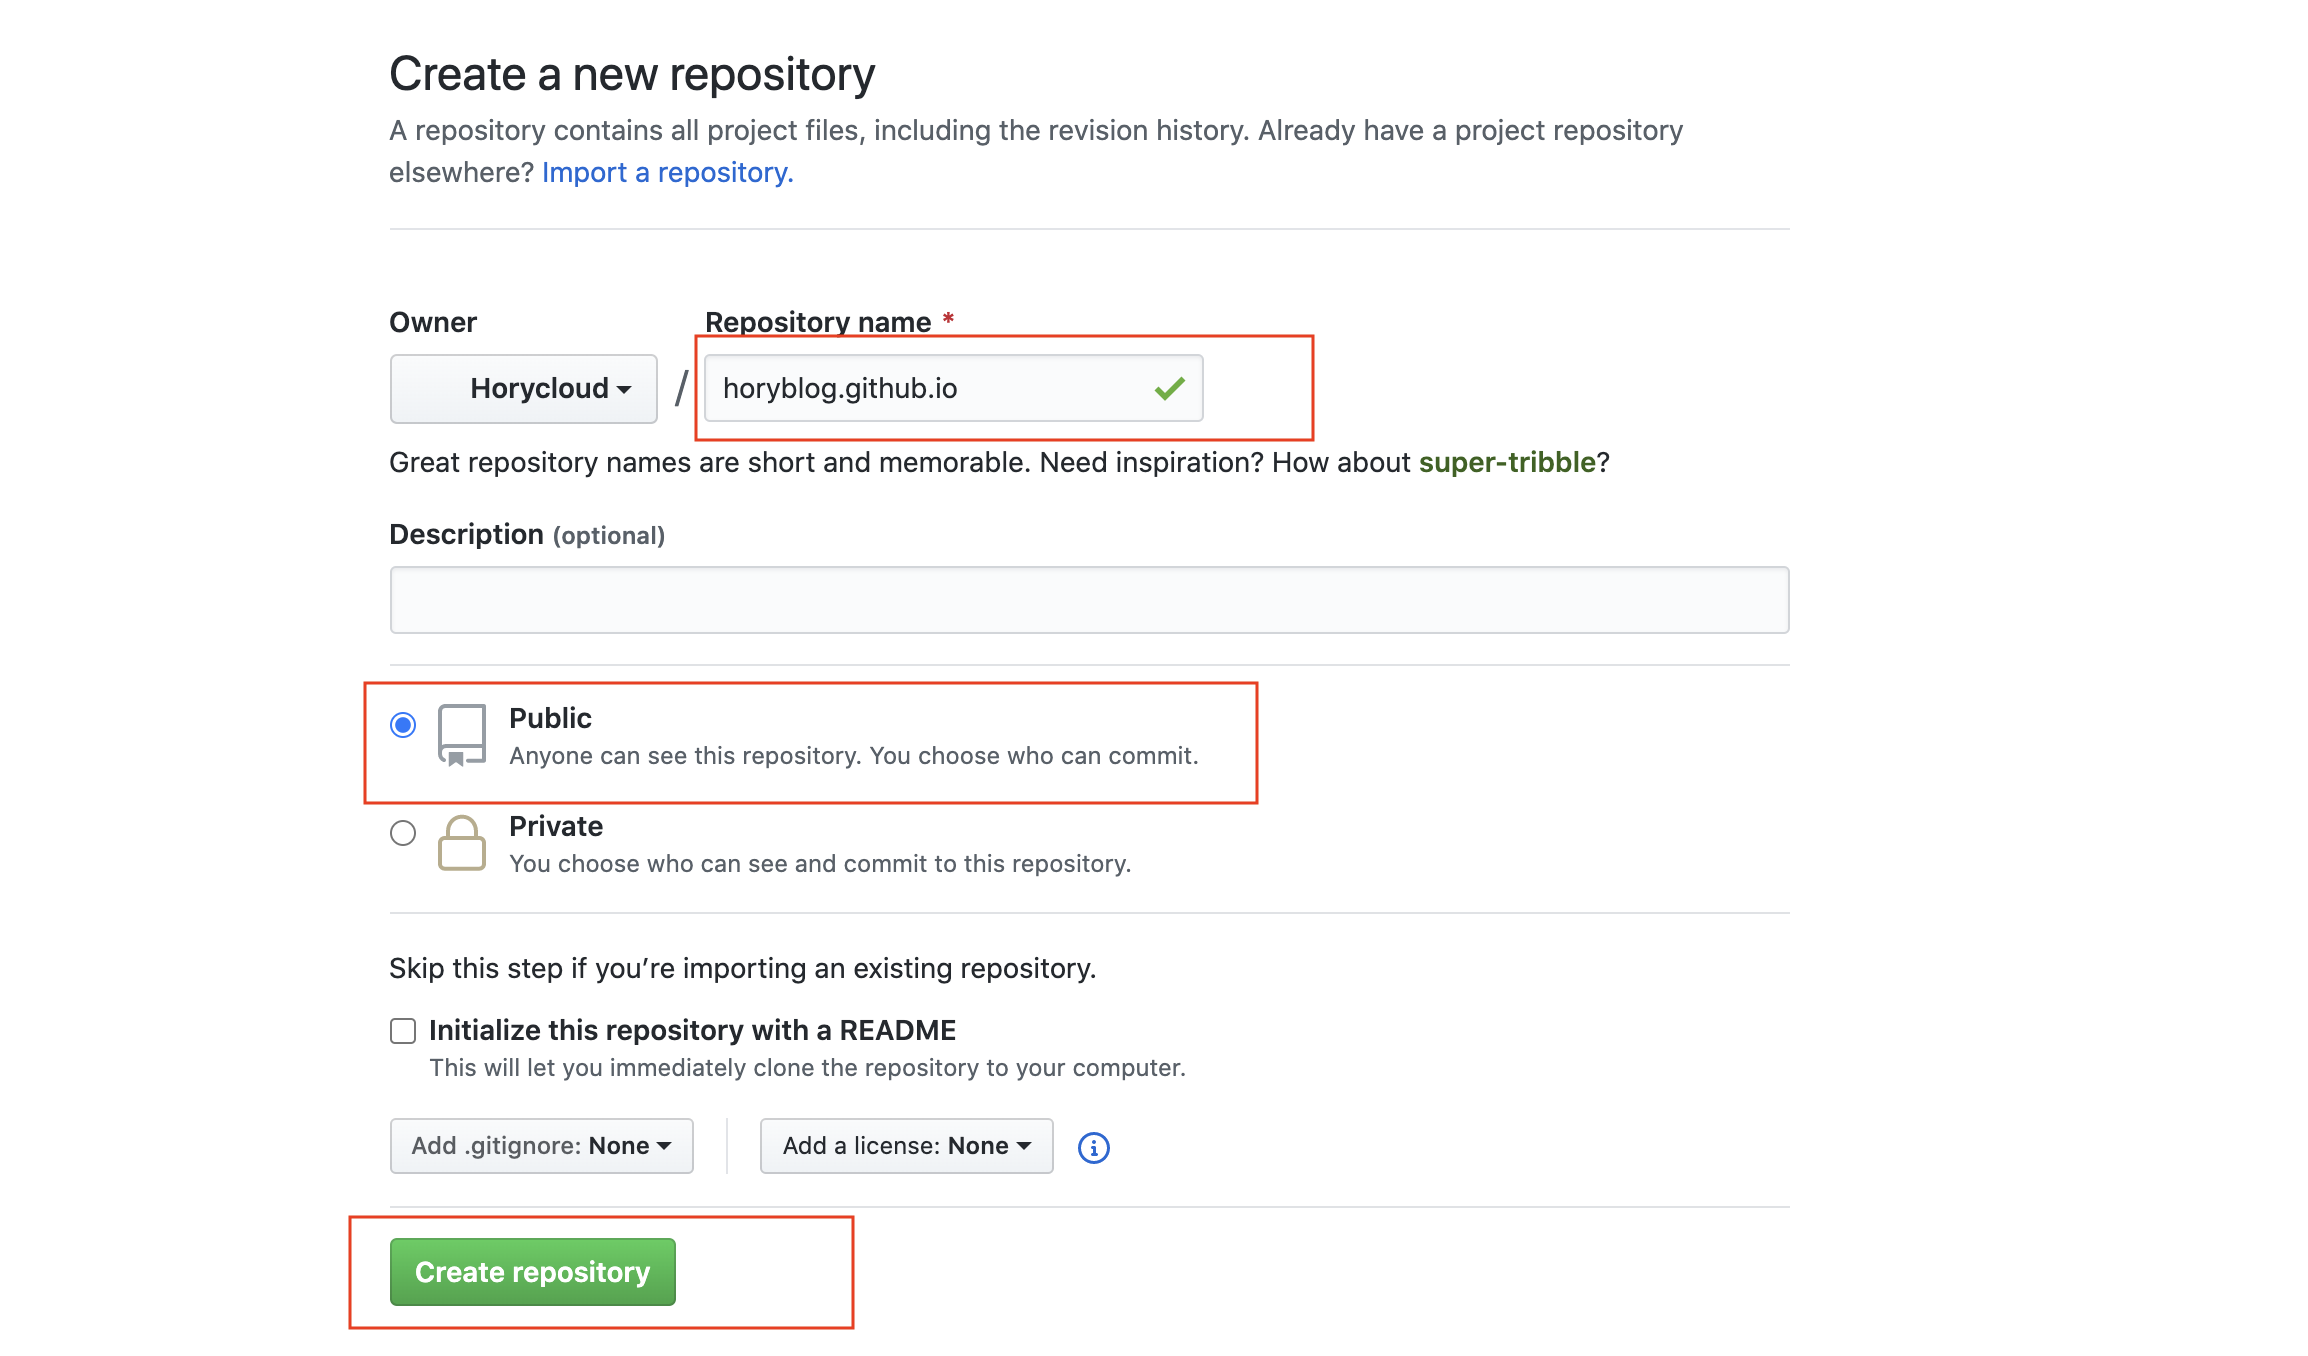 Create a new repository
A repository contains all project files, including the revision history. Already have a project repository
elsewhere? Import a repository.
Owner
Repository name *
Horycloud
/
horyblog.github.io
Great repository names are short and memorable. Need inspiration? How about super-tribble?
Description (optional)
Public
Anyone can see this repository. You choose who can commit.
Private
You choose who can see and commit to this repository.
Skip this step if you’re importing an existing repository.
Initialize this repository with a README
This will let you immediately clone the repository to your computer.
Add .gitignore: None
Add a license: None
Create repository